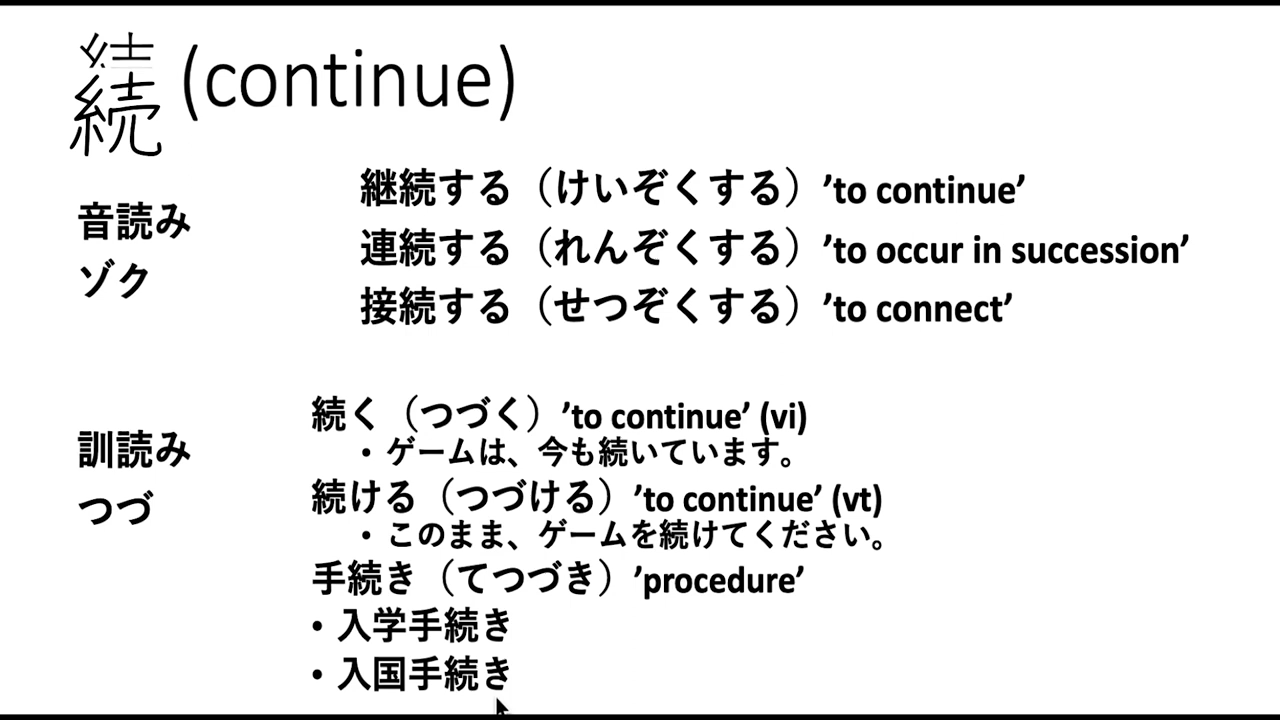 続 (continue)
音読み
ゾク
継続する（けいぞくする）’to continue’
連続する（れんぞくする）’to occur in succession’
接続する（せつぞくする）’to connect’
訓読み
つづ
続く（つづく）’to continue’ (vi)
• ゲームは、今も続いています。
続ける（つづける）’to continue’ (vt)
• このまま、ゲームを続けてください。
手続き（てつづき）’procedure’
• 入学手続き
• 入国手続き